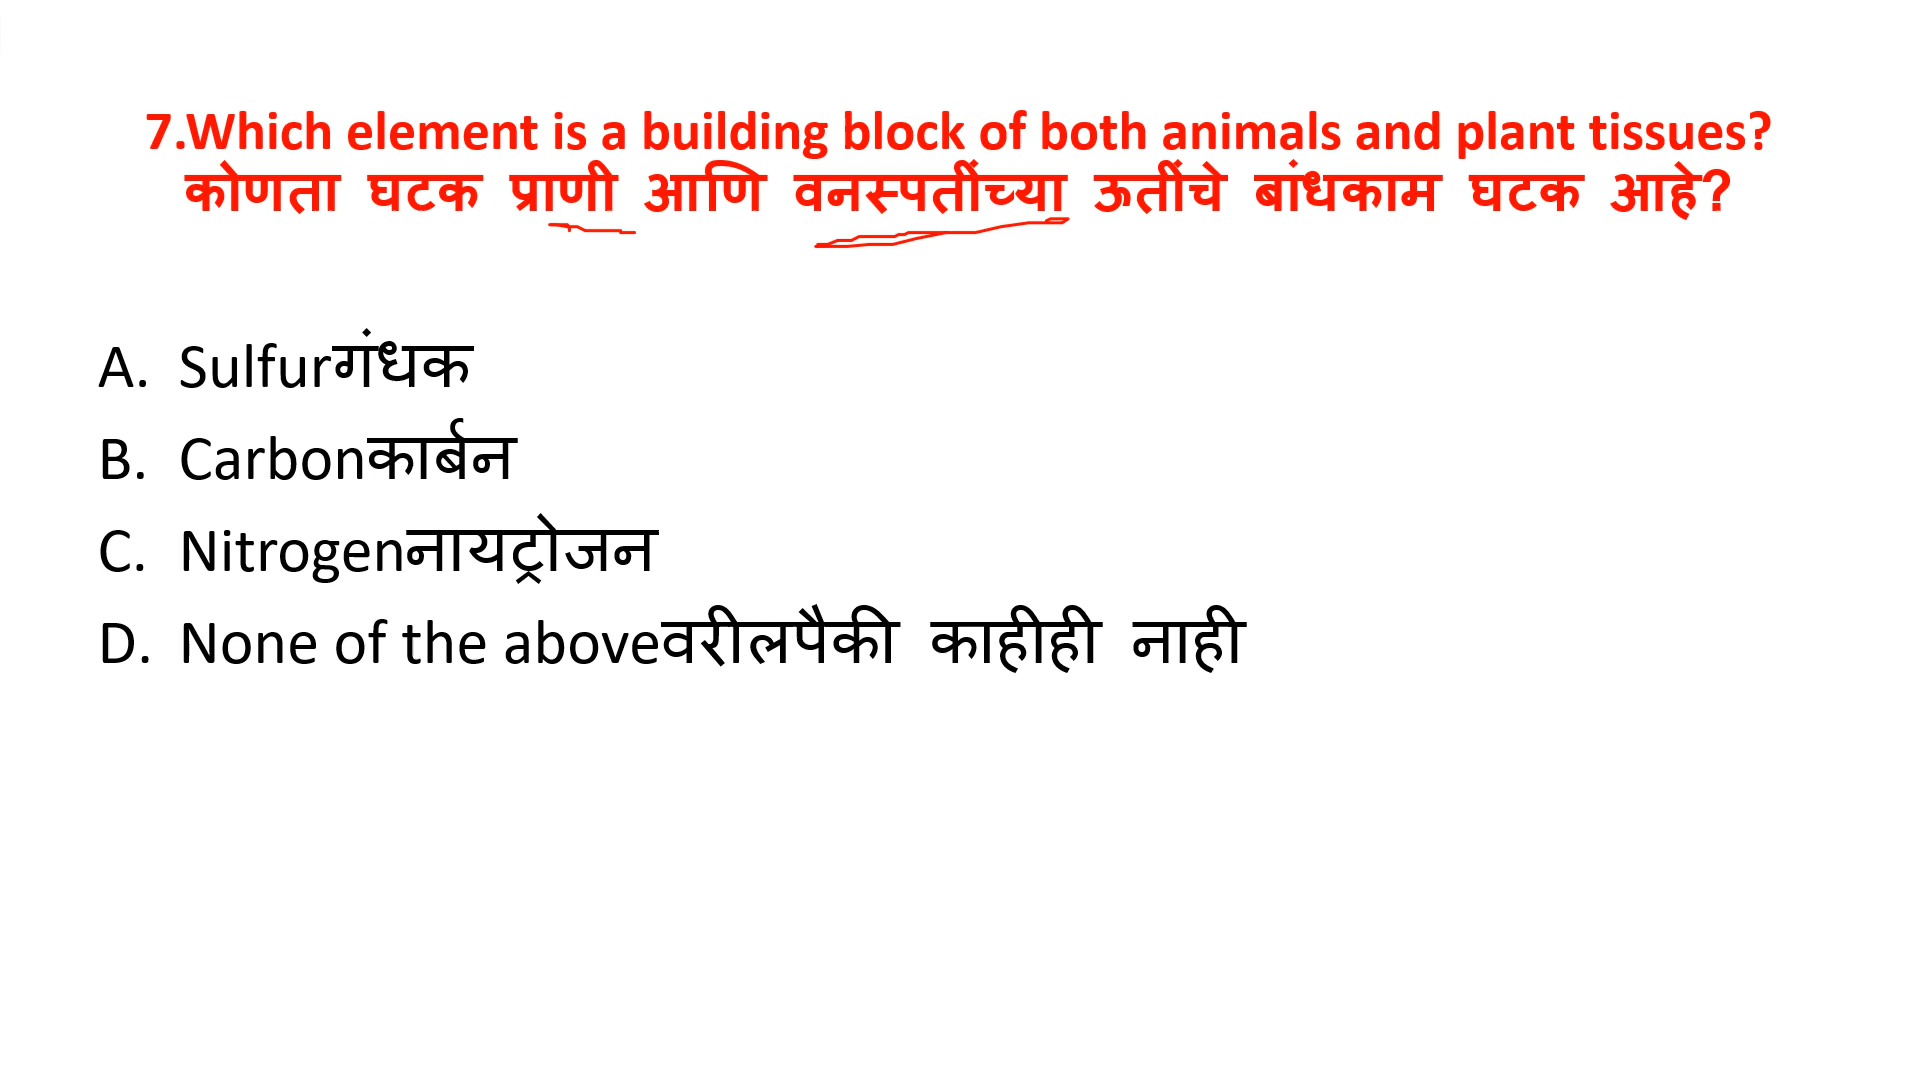 7.Which element is a building block of both animals and plant tissues?
कोणता घटक प्राणी आणि वनस्पतींच्या ऊतींचे बांधकाम घटक आहे?
A. Sulfurगंधक
B. Carbonकार्बन
C. Nitrogenनायट्रोजन
D. None of the aboveवरीलपैकी काहीही नाही